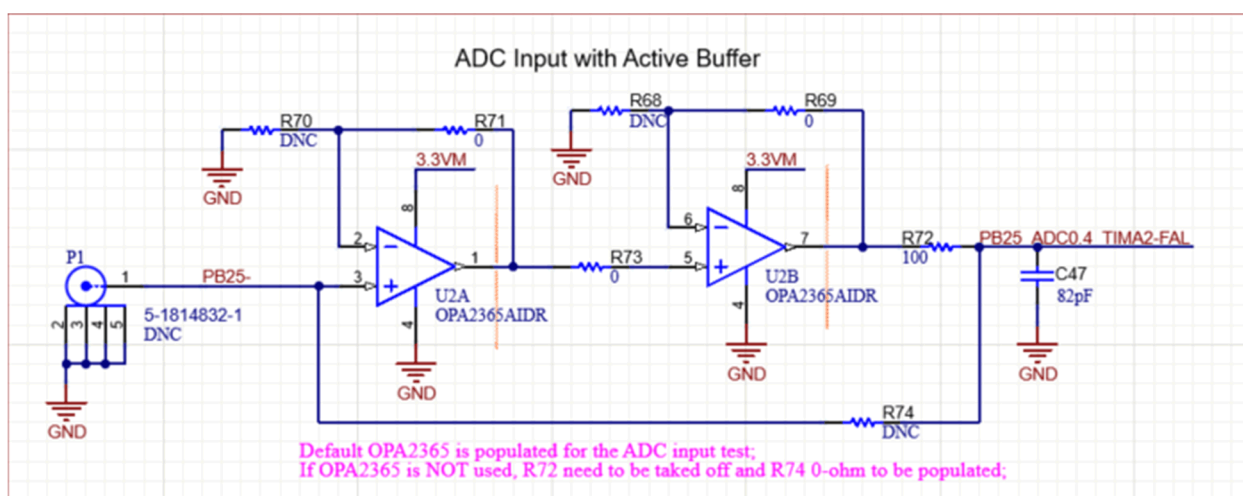 ADC Input with Active Buffer
R70
DNC
R71
0
R68
DNC
R69
0
GND
GND
3.3VM
3.3VM
8
8
2
1
6
7
3
5
4
4
P1
1
PB25-
R73
0
R72
100
PB25_ADC0.4_TIMA2-FAL
U2A
OPA2365AIDR
U2B
OPA2365AIDR
C47
82pF
5-1814832-1
DNC
2
3
4
5
GND
GND
GND
GND
R74
DNC
Default OPA2365 is populated for the ADC input test;
If OPA2365 is NOT used, R72 need to be taked off and R74 0-ohm to be populated;